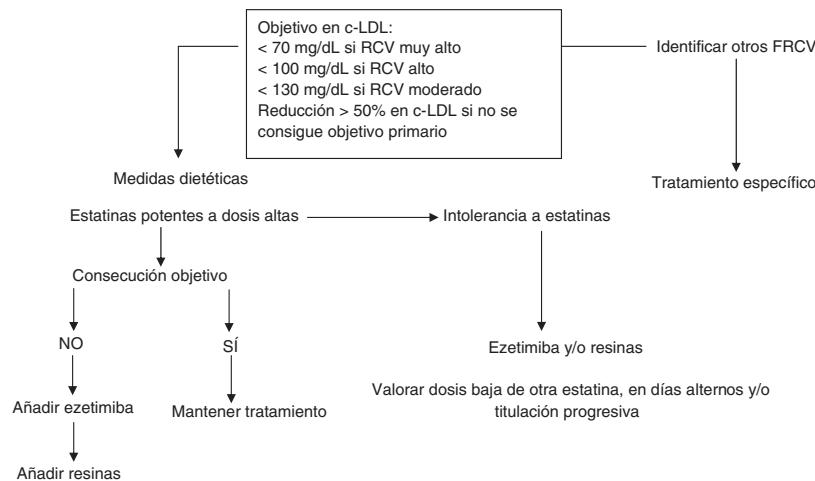 Objetivo en c-LDL:
< 70 mg/dL si RCV muy alto
< 100 mg/dL si RCV alto
< 130 mg/dL si RCV moderado
Reducción > 50% en c-LDL si no se
consigue objetivo primario
Identificar otros FRCV
Medidas dietéticas
Tratamiento específico
Estatinas potentes a dosis altas
Intolerancia a estatinas
Consecución objetivo
NO
SÍ
Ezetimiba y/o resinas
Añadir ezetimiba
Mantener tratamiento
Valorar dosis baja de otra estatina, en días alternos y/o
titulación progresiva
Añadir resinas